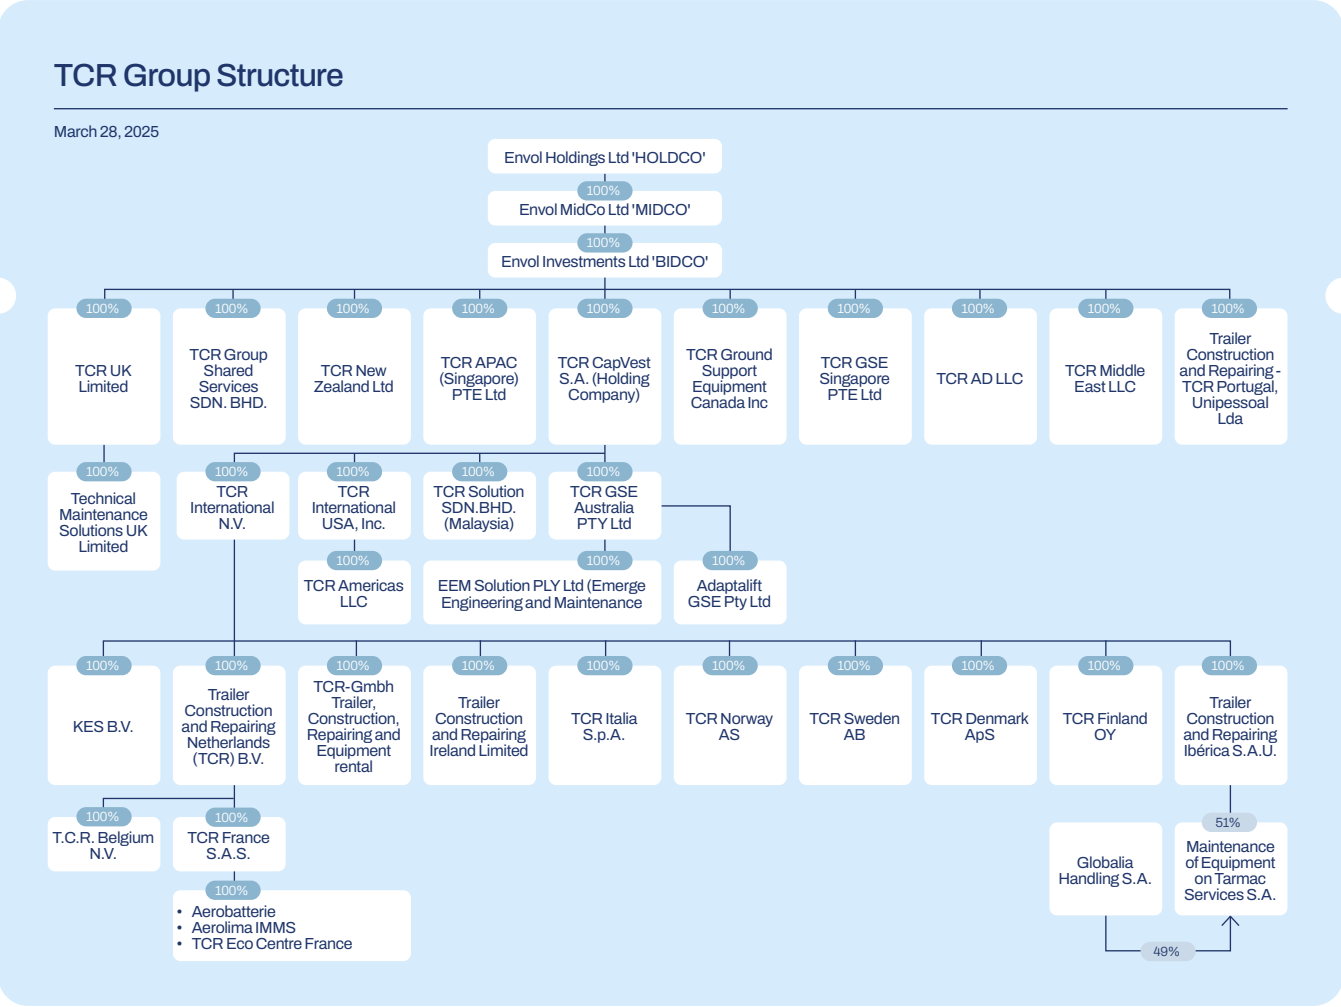 TCR Group Structure
March 28, 2025
Envol Holdings Ltd 'HOLDCO'
100%
Envol MidCo Ltd 'MIDCO'
100%
Envol Investments Ltd 'BIDCO'
100%
TCR UK
Limited
100%
TCR Group
Shared
Services
SDN. BHD.
100%
TCR New
Zealand Ltd
100%
TCR APAC
(Singapore)
PTE Ltd
100%
TCR CapVest
S.A. (Holding
Company)
100%
TCR Ground
Support
Equipment
Canada Inc
100%
TCR GSE
Singapore
PTE Ltd
100%
TCR AD LLC
100%
TCR Middle
East LLC
100%
Trailer
Construction
and Repairing -
TCR Portugal,
Unipessoal
Lda
100%
Technical
Maintenance
Solutions UK
Limited
100%
TCR
International
N.V.
100%
TCR
International
USA, Inc.
100%
TCR Solution
SDN.BHD.
(Malaysia)
100%
TCR GSE
Australia
PTY Ltd
100%
TCR Americas
LLC
100%
EEM Solution PLY Ltd (Emerge
Engineering and Maintenance
100%
Adaptalift
GSE Pty Ltd
100%
KES B.V.
100%
Trailer
Construction
and Repairing
Netherlands
(TCR) B.V.
100%
TCR-Gmbh
Trailer,
Construction,
Repairing and
Equipment
rental
100%
Trailer
Construction
and Repairing
Ireland Limited
100%
TCR Italia
S.p.A.
100%
TCR Norway
AS
100%
TCR Sweden
AB
100%
TCR Denmark
ApS
100%
TCR Finland
OY
100%
Trailer
Construction
and Repairing
Ibérica S.A.U.
100%
T.C.R. Belgium
N.V.
100%
TCR France
S.A.S.
100%
• Aerobatterie
• Aerolima IMMS
• TCR Eco Centre France
Globalia
Handling S.A.
51%
Maintenance
of Equipment
on Tarmac
Services S.A.
49%